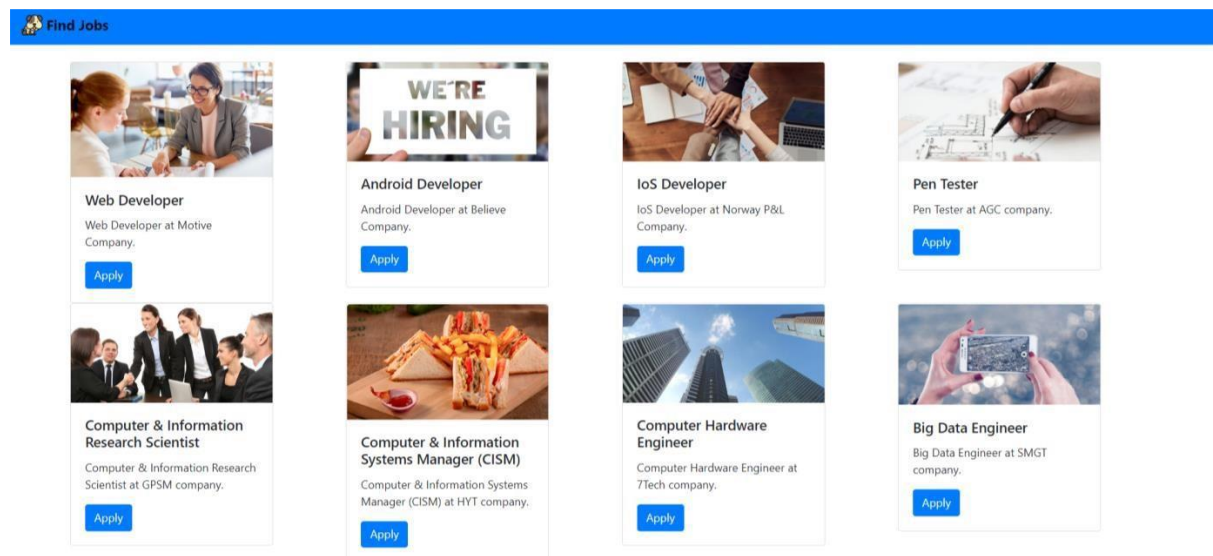 Find Jobs
WE'RE
HIRING
Web Developer
Web Developer at Motive
Company.
Apply
Android Developer
Android Developer at Believe
Company.
Apply
IoS Developer
IoS Developer at Norway P&L
Company.
Apply
Pen Tester
Pen Tester at AGC company.
Apply
Computer & Information
Research Scientist
Computer & Information Research
Scientist at GPSM company.
Apply
Computer & Information
Systems Manager (CISM)
Computer & Information Systems
Manager (CISM) at HYT company.
Apply
Computer Hardware
Engineer
Computer Hardware Engineer at
7Tech company.
Apply
Big Data Engineer
Big Data Engineer at SMGT
company.
Apply